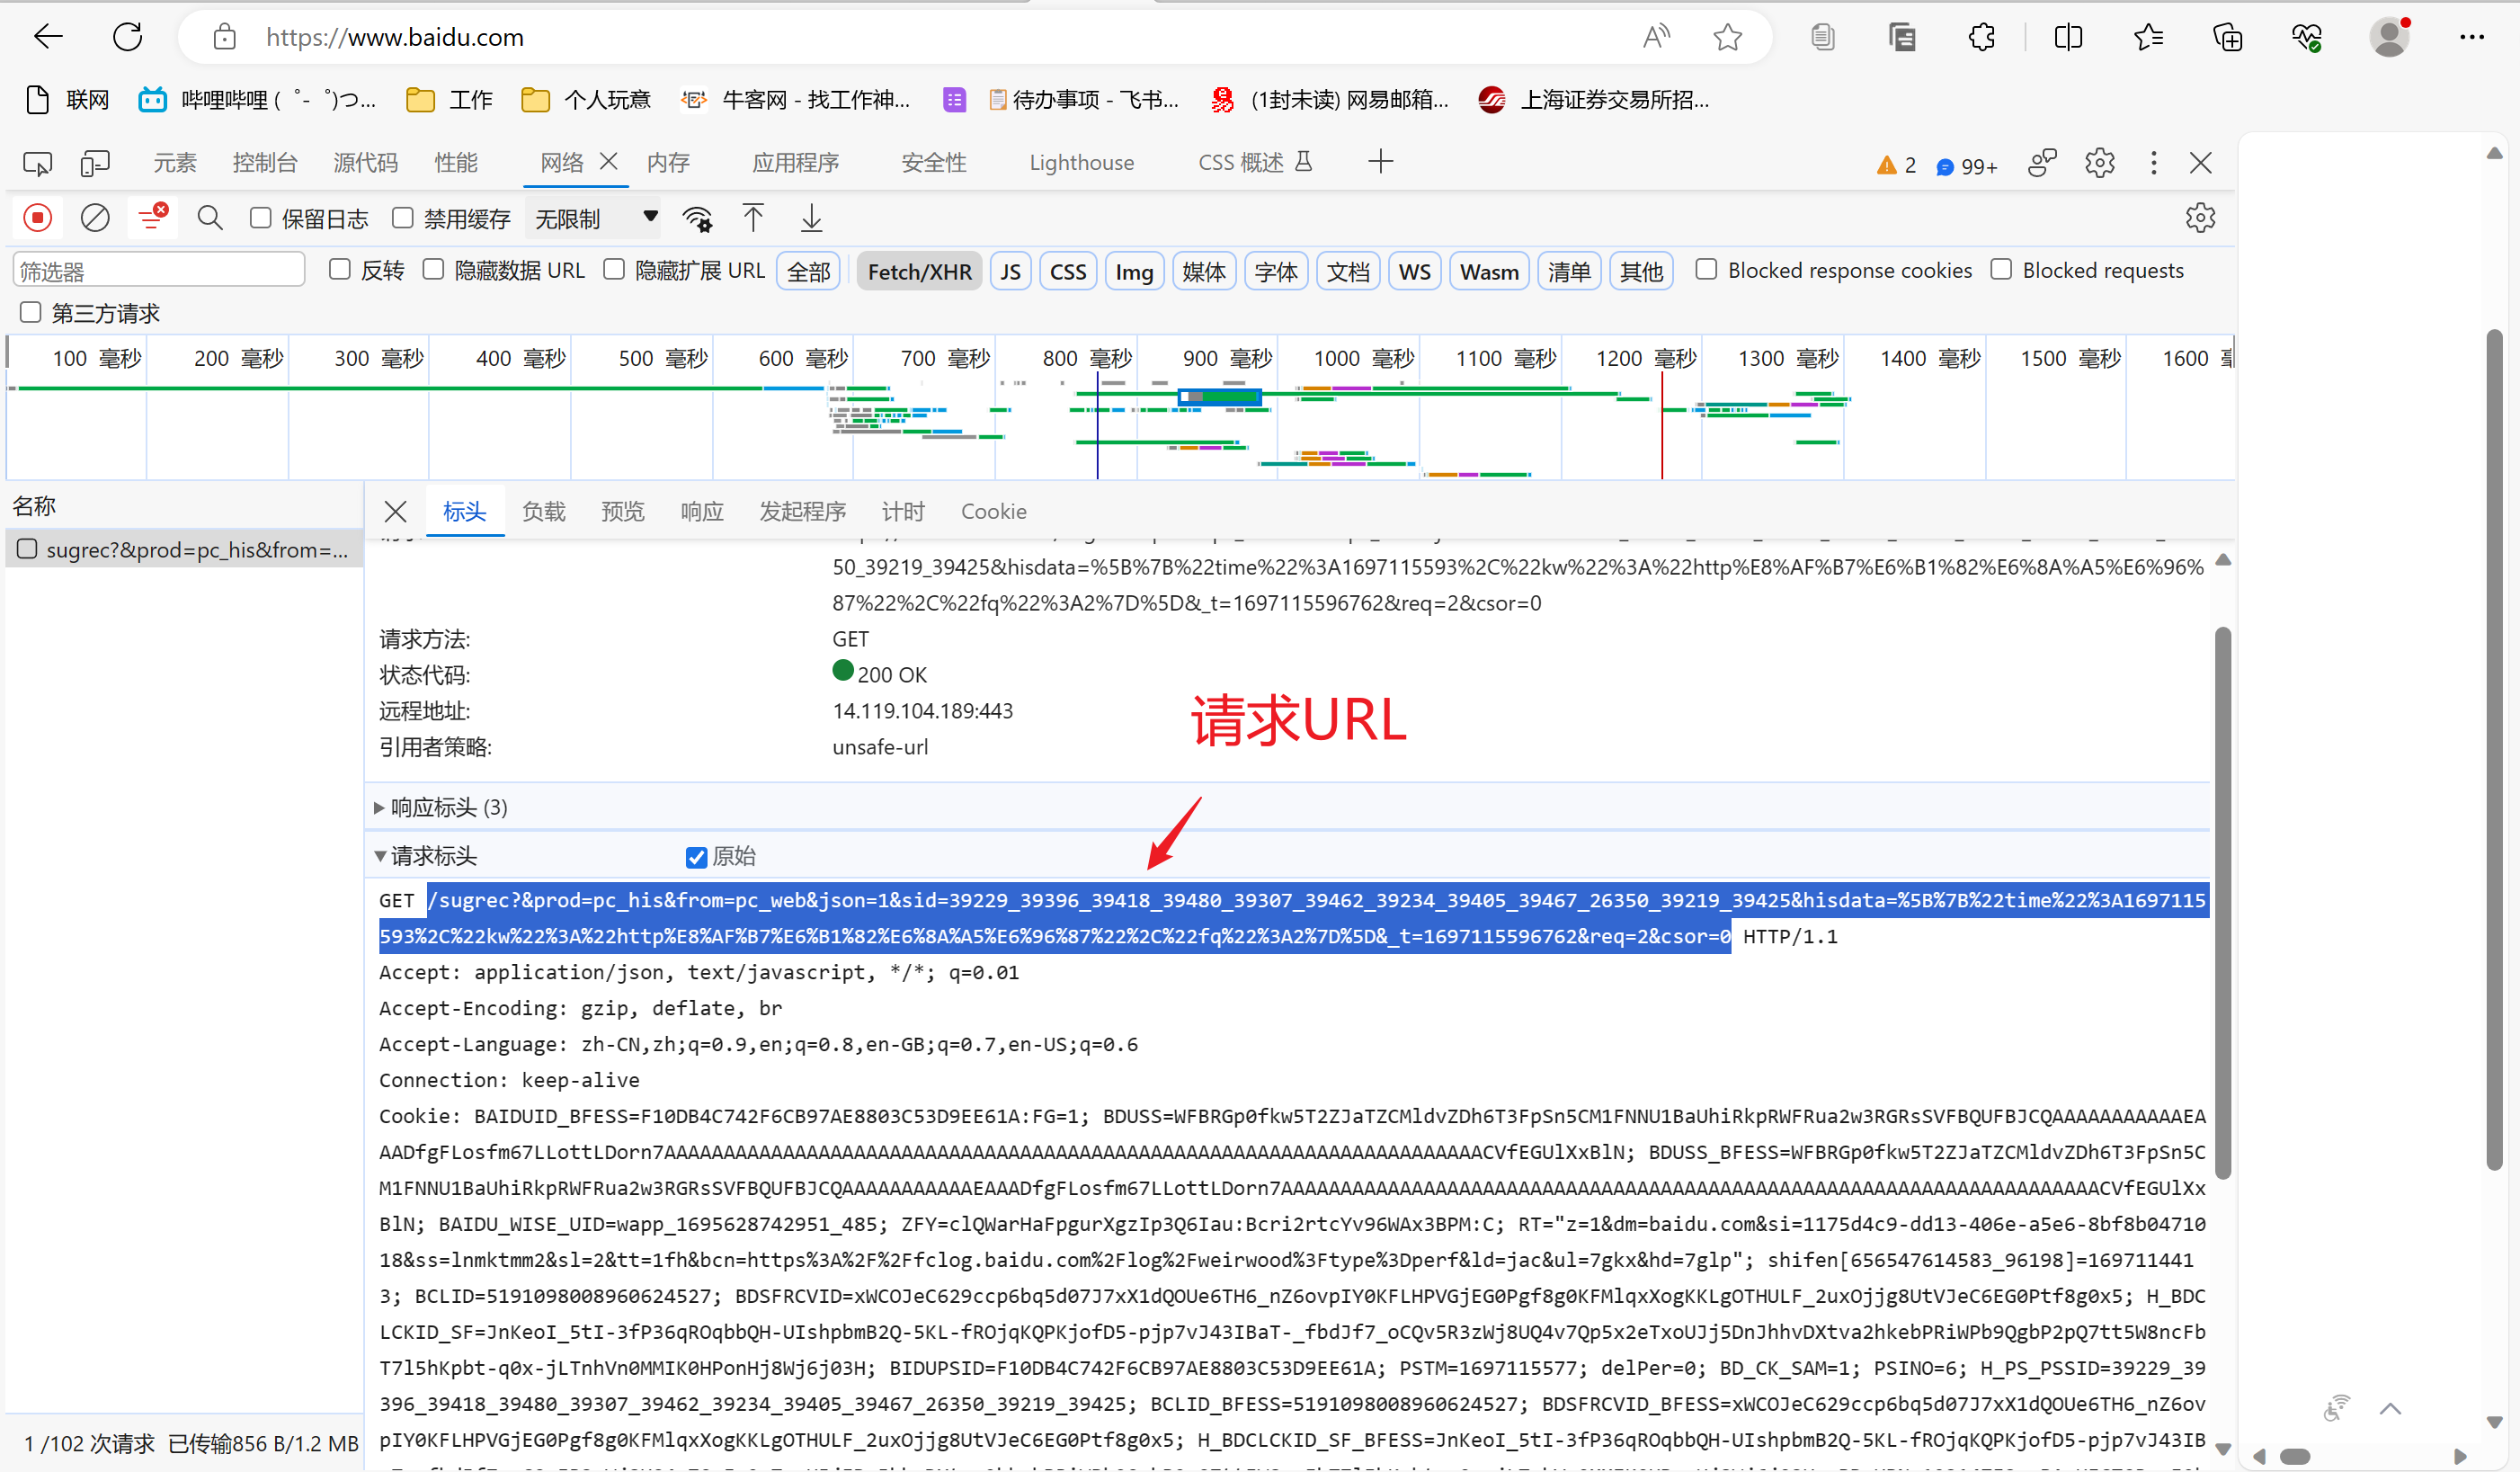 https://www.baidu.com
联网 哔哩哔哩 (゜-゜)つ... 工作 个人玩意 牛客网 - 找工作神... 待办事项 - 飞书... (1封未读) 网易邮箱... 上海证券交易所招...
元素 控制台 源代码 性能 网络 内存 应用程序 安全性 Lighthouse CSS 概述 2 99+
保留日志 禁用缓存 无限制
筛选器 反转 隐藏数据 URL 隐藏扩展 URL 全部 Fetch/XHR JS CSS Img 媒体 字体 文档 WS Wasm 清单 其他 Blocked response cookies Blocked requests
第三方请求
100 毫秒 200 毫秒 300 毫秒 400 毫秒 500 毫秒 600 毫秒 700 毫秒 800 毫秒 900 毫秒 1000 毫秒 1100 毫秒 1200 毫秒 1300 毫秒 1400 毫秒 1500 毫秒 1600
名称 标头 负载 预览 响应 发起程序 计时 Cookie
sugrec?&prod=pc_his&from=...
50_39219_39425&hisdata=%5B%7B%22time%22%3A1697115593%2C%22kw%22%3A%22http%E8%AF%B7%E6%B1%82%E6%8A%A5%E6%96%
87%22%2C%22fq%22%3A2%7D%5D&_t=1697115596762&req=2&csor=0
请求方法: GET
状态代码: 200 OK
远程地址: 14.119.104.189:443
引用者策略: unsafe-url
请求URL
响应标头 (3)
请求标头 原始
GET /sugrec?&prod=pc_his&from=pc_web&json=1&sid=39229_39396_39418_39480_39307_39462_39234_39405_39467_26350_39219_39425&hisdata=%5B%7B%22time%22%3A1697115
593%2C%22kw%22%3A%22http%E8%AF%B7%E6%B1%82%E6%8A%A5%E6%96%87%22%2C%22fq%22%3A2%7D%5D&_t=1697115596762&req=2&csor=0 HTTP/1.1
Accept: application/json, text/javascript, */*; q=0.01
Accept-Encoding: gzip, deflate, br
Accept-Language: zh-CN,zh;q=0.9,en;q=0.8,en-GB;q=0.7,en-US;q=0.6
Connection: keep-alive
Cookie: BAIDUID_BFESS=F10DB4C742F6CB97AE8803C53D9EE61A:FG=1; BDUSS=WFBRGp0fkw5T2ZJaTZCMldvZDh6T3FpSn5CM1FNNU1BaUhiRkpRWFRua2w3RGRsSVFBQUFBJCQAAAAAAAAAAAEA
AADfgFLosfm67LLottLDorn7AAAAAAAAAAAAAAAAAAAAAAAAAAAAAAAAAAAAAAAAAAAAAAAAAAAAAAAAAAAAAAAAAAAAACVfEGUlXxBlN; BDUSS_BFESS=WFBRGp0fkw5T2ZJaTZCMldvZDh6T3FpSn5C
M1FNNU1BaUhiRkpRWFRua2w3RGRsSVFBQUFBJCQAAAAAAAAAAAEAAADfgFLosfm67LLottLDorn7AAAAAAAAAAAAAAAAAAAAAAAAAAAAAAAAAAAAAAAAAAAAAAAAAAAAAAAAAAAAAAAAAAAAACVfEGUlXx
BlN; BAIDU_WISE_UID=wapp_1695628742951_485; ZFY=clQWarHaFpgurXgzIp3Q6Iau:Bcri2rtcYv96WAx3BPM:C; RT="z=1&dm=baidu.com&si=1175d4c9-dd13-406e-a5e6-8bf8b04710
18&ss=lnmktmm2&sl=2&tt=1fh&bcn=https%3A%2F%2Ffclog.baidu.com%2Flog%2Fweirwood%3Ftype%3Dperf&ld=jac&ul=7gkx&hd=7glp"; shifen[656547614583_96198]=169711441
3; BCLID=5191098008960624527; BDSFRCVID=xWCOJeC629ccp6bq5d07J7xX1dQOUe6TH6_nZ6ovpIY0KFLHPVGjEG0Pgf8g0KFMlqxXogKKLgOTHULF_2uxOjjg8UtVJeC6EG0Ptf8g0x5; H_BDC
LCKID_SF=JnKeoI_5tI-3fP36qROqbbQH-UIshpbmB2Q-5KL-fROjqKQPKjofD5-pjp7vJ43IBaT-_fbdJf7_oCQv5R3zWj8UQ4v7Qp5x2eTxoUJj5DnJhhvDXtva2hkebPRiWPb9QgbP2pQ7tt5W8ncFb
T7l5hKpbt-q0x-jLTnhVn0MMIK0HPonHj8Wj6j03H; BIDUPSID=F10DB4C742F6CB97AE8803C53D9EE61A; PSTM=1697115577; delPer=0; BD_CK_SAM=1; PSINO=6; H_PS_PSSID=39229_39
396_39418_39480_39307_39462_39234_39405_39467_26350_39219_39425; BCLID_BFESS=5191098008960624527; BDSFRCVID_BFESS=xWCOJeC629ccp6bq5d07J7xX1dQOUe6TH6_nZ6ov
pIY0KFLHPVGjEG0Pgf8g0KFMlqxXogKKLgOTHULF_2uxOjjg8UtVJeC6EG0Ptf8g0x5; H_BDCLCKID_SF_BFESS=JnKeoI_5tI-3fP36qROqbbQH-UIshpbmB2Q-5KL-fROjqKQPKjofD5-pjp7vJ43IB
1 /102 次请求 已传输856 B/1.2 MB